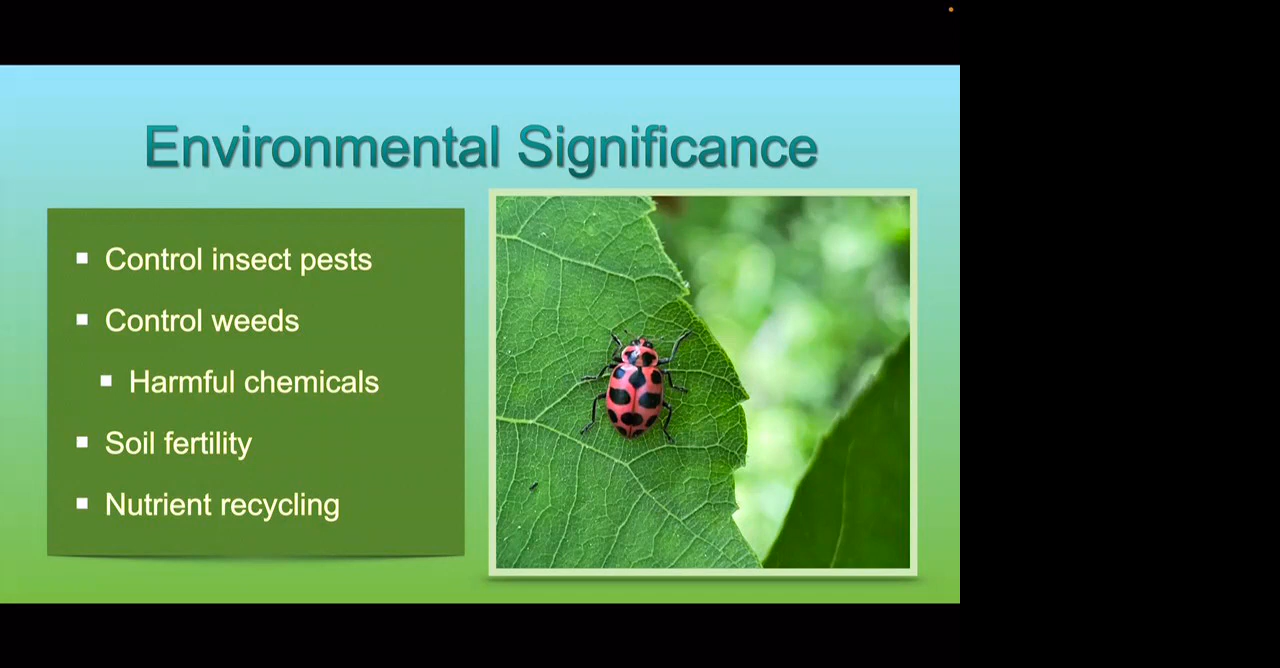 Environmental Significance
Control insect pests
Control weeds
Harmful chemicals
Soil fertility
Nutrient recycling